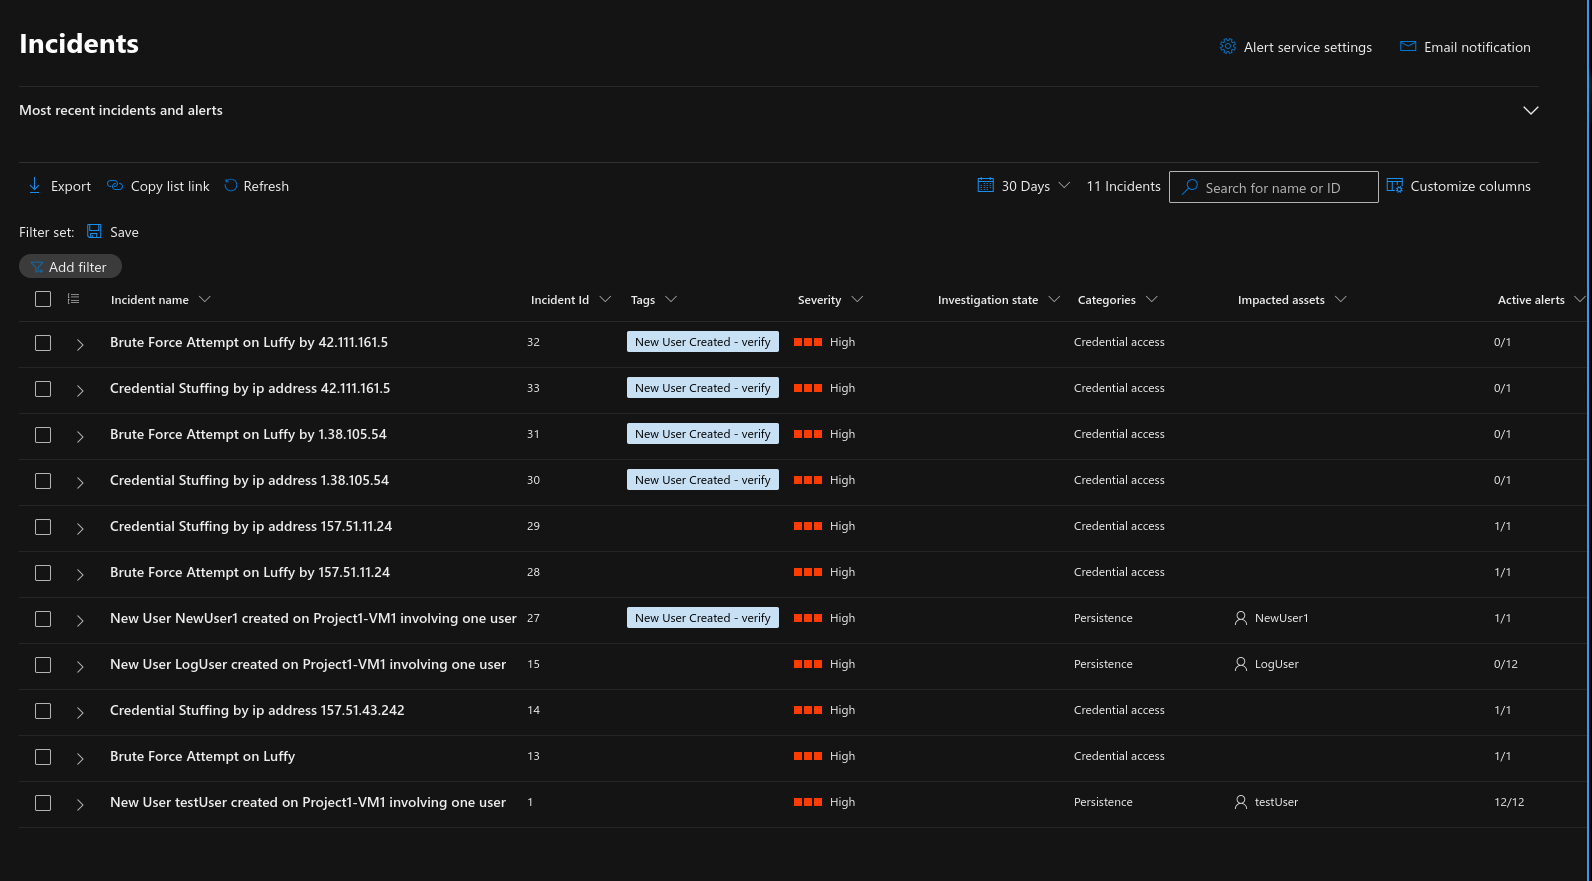 Incidents
Alert service settings Email notification
Most recent incidents and alerts
Export Copy list link Refresh 30 Days 11 Incidents Search for name or ID Customize columns
Filter set: Save
Add filter
Incident name Incident Id Tags Severity Investigation state Categories Impacted assets Active alerts
Brute Force Attempt on Luffy by 42.111.161.5 32 New User Created - verify High Credential access 0/1
Credential Stuffing by ip address 42.111.161.5 33 New User Created - verify High Credential access 0/1
Brute Force Attempt on Luffy by 1.38.105.54 31 New User Created - verify High Credential access 0/1
Credential Stuffing by ip address 1.38.105.54 30 New User Created - verify High Credential access 0/1
Credential Stuffing by ip address 157.51.11.24 29 High Credential access 1/1
Brute Force Attempt on Luffy by 157.51.11.24 28 High Credential access 1/1
New User NewUser1 created on Project1-VM1 involving one user 27 New User Created - verify High Persistence NewUser1 1/1
New User LogUser created on Project1-VM1 involving one user 15 High Persistence LogUser 0/12
Credential Stuffing by ip address 157.51.43.242 14 High Credential access 1/1
Brute Force Attempt on Luffy 13 High Credential access 1/1
New User testUser created on Project1-VM1 involving one user 1 High Persistence testUser 12/12